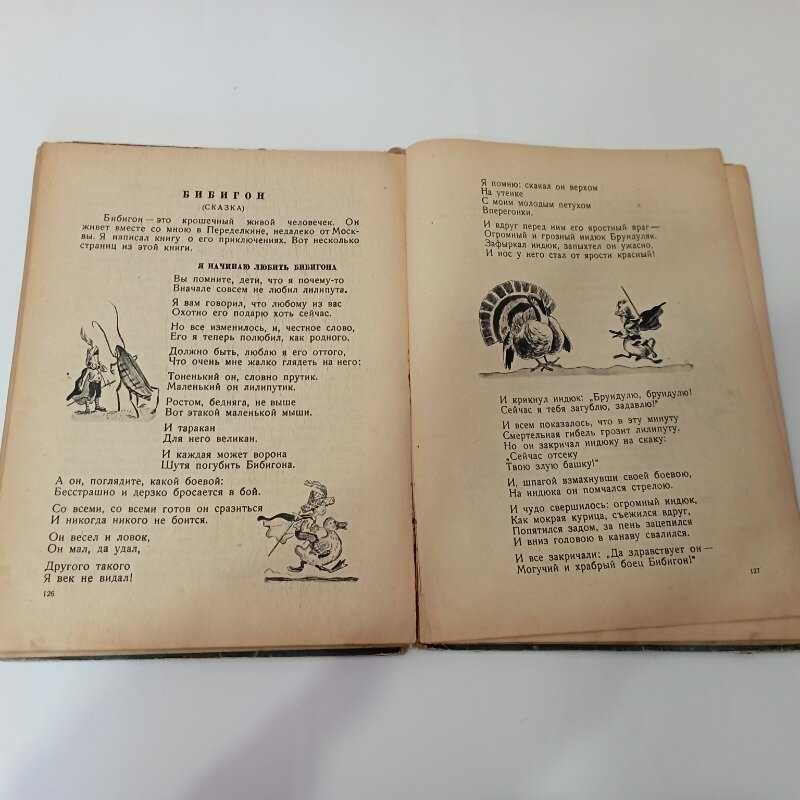 БИБИГОН
(СКАЗКА)
Бибигон — это крошечный живой человечек. Он
живет вместе со мною в Переделкине, недалеко от Моск-
вы. Я написал книгу о его приключениях. Вот несколько
страниц из этой книги.
Я НАЧИНАЮ ЛЮБИТЬ БИБИГОНА
Вы помните, дети, что я почему-то
Вначале совсем не любил лилипута.
Я вам говорил, что любому из вас
Охотно его подарю хоть сейчас.
Но все изменилось, и, честное слово,
Его я теперь полюбил, как родного.
Должно быть, люблю я его оттого,
Что очень мне жалко глядеть на него:
Тоненький он, словно прутик.
Маленький он лилипутик.
Ростом, бедняга, не выше
Вот этакой маленькой мыши.
И таракан
Для него великан.
И каждая может ворона
Шутя погубить Бибигона.
А он, поглядите, какой боевой:
Бесстрашно и дерзко бросается в бой.
Со всеми, со всеми готов он сразиться
И никогда никого не боится.
Он весел и ловок,
Он мал, да удал,
Другого такого
Я век не видал!
126
Я помню: скакал он верхом
На утенке
С моим молодым петухом
Вперегонки.
И вдруг перед ним его яростный враг —
Огромный и грозный индюк Брундуляк.
Зафыркал индюк, запыхтел он ужасно,
И нос у него стал от ярости красный!
И крикнул индюк: „Брундулю, брундулю!
Сейчас я тебя загублю, задавлю!"
И всем показалось, что в эту минуту
Смертельная гибель грозит лилипуту.
Но он закричал индюку на скаку:
„Сейчас отсеку
Твою злую башку!"
И, шпагой взмахнувши своей боевою,
На индюка он помчался стрелою.
И чудо свершилось: огромный индюк,
Как мокрая курица, съежился вдруг,
Попятился задом, за пень зацепился
И вниз головою в канаву свалился.
И все закричали: „Да здравствует он —
Могучий и храбрый боец Бибигон!"
127